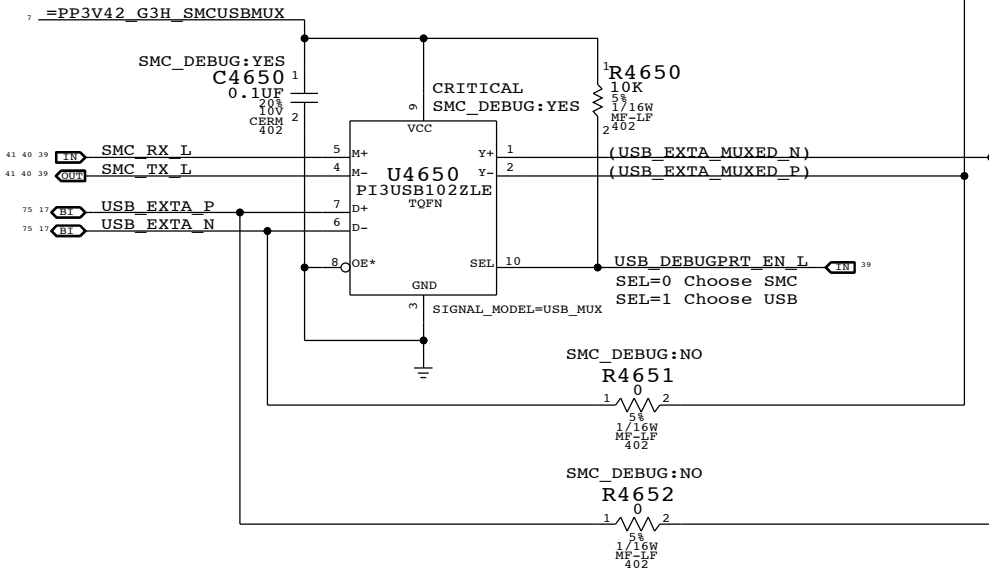 7 =PP3V42_G3H_SMCUSBMUX
SMC_DEBUG:YES
C4650 1
0.1UF
20%
10V
CERM 2
402
CRITICAL
SMC_DEBUG:YES
1 R4650
10K
5%
1/16W
MF-LF
2 402
9
VCC
41 40 39 IN SMC_RX_L 5 M+
41 40 39 OUT SMC_TX_L 4 M-
75 17 BI USB_EXTA_P 7 D+
75 17 BI USB_EXTA_N 6 D-
8 OE*
U4650
PI3USB102ZLE
TQFN
Y+ 1 (USB_EXTA_MUXED_N)
Y- 2 (USB_EXTA_MUXED_P)
SEL 10 USB_DEBUGPRT_EN_L IN 39
SEL=0 Choose SMC
SEL=1 Choose USB
GND
3 SIGNAL_MODEL=USB_MUX
SMC_DEBUG:NO
R4651
0
1 2
5%
1/16W
MF-LF
402
SMC_DEBUG:NO
R4652
0
1 2
5%
1/16W
MF-LF
402